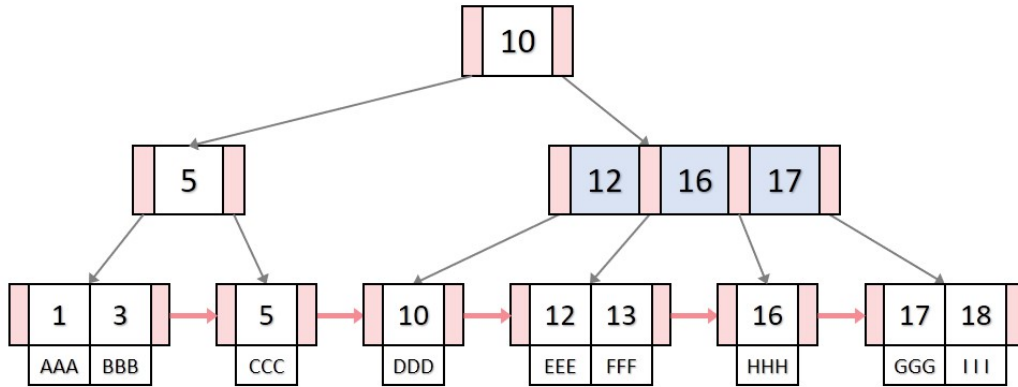 10
5
12 16 17
1 3 5 10 12 13 16 17 18
AAA BBB CCC DDD EEE FFF HHH GGG I I I